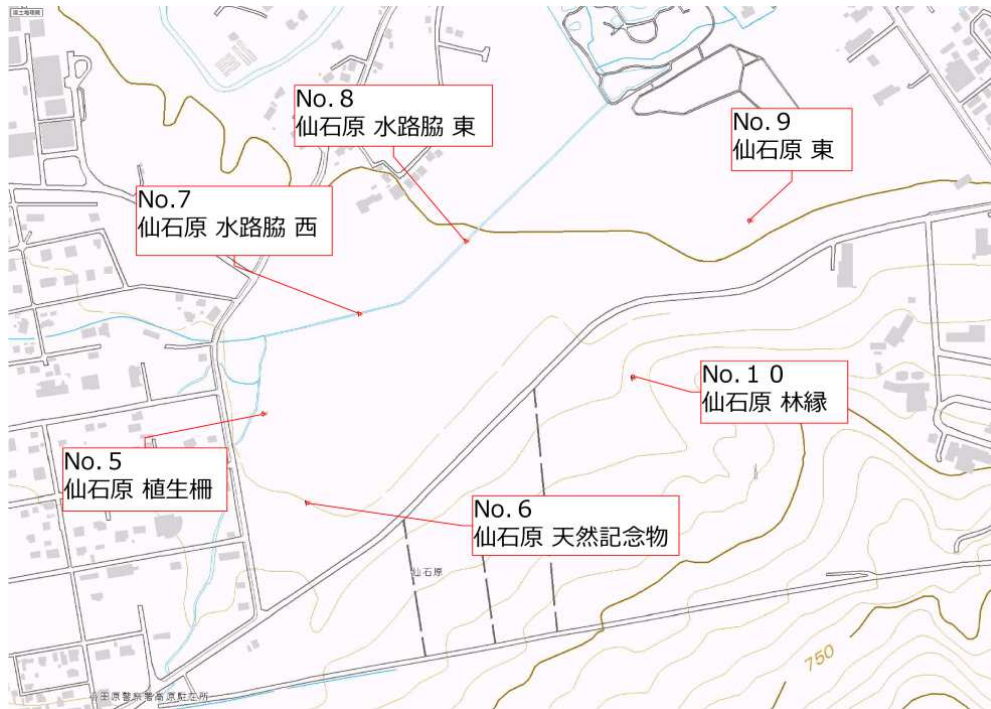 No.8
仙石原 水路脇 東
No.9
仙石原 東
No.7
仙石原 水路脇 西
No.10
仙石原 林縁
No.5
仙石原 植生柵
No.6
仙石原 天然記念物
仙石原
750